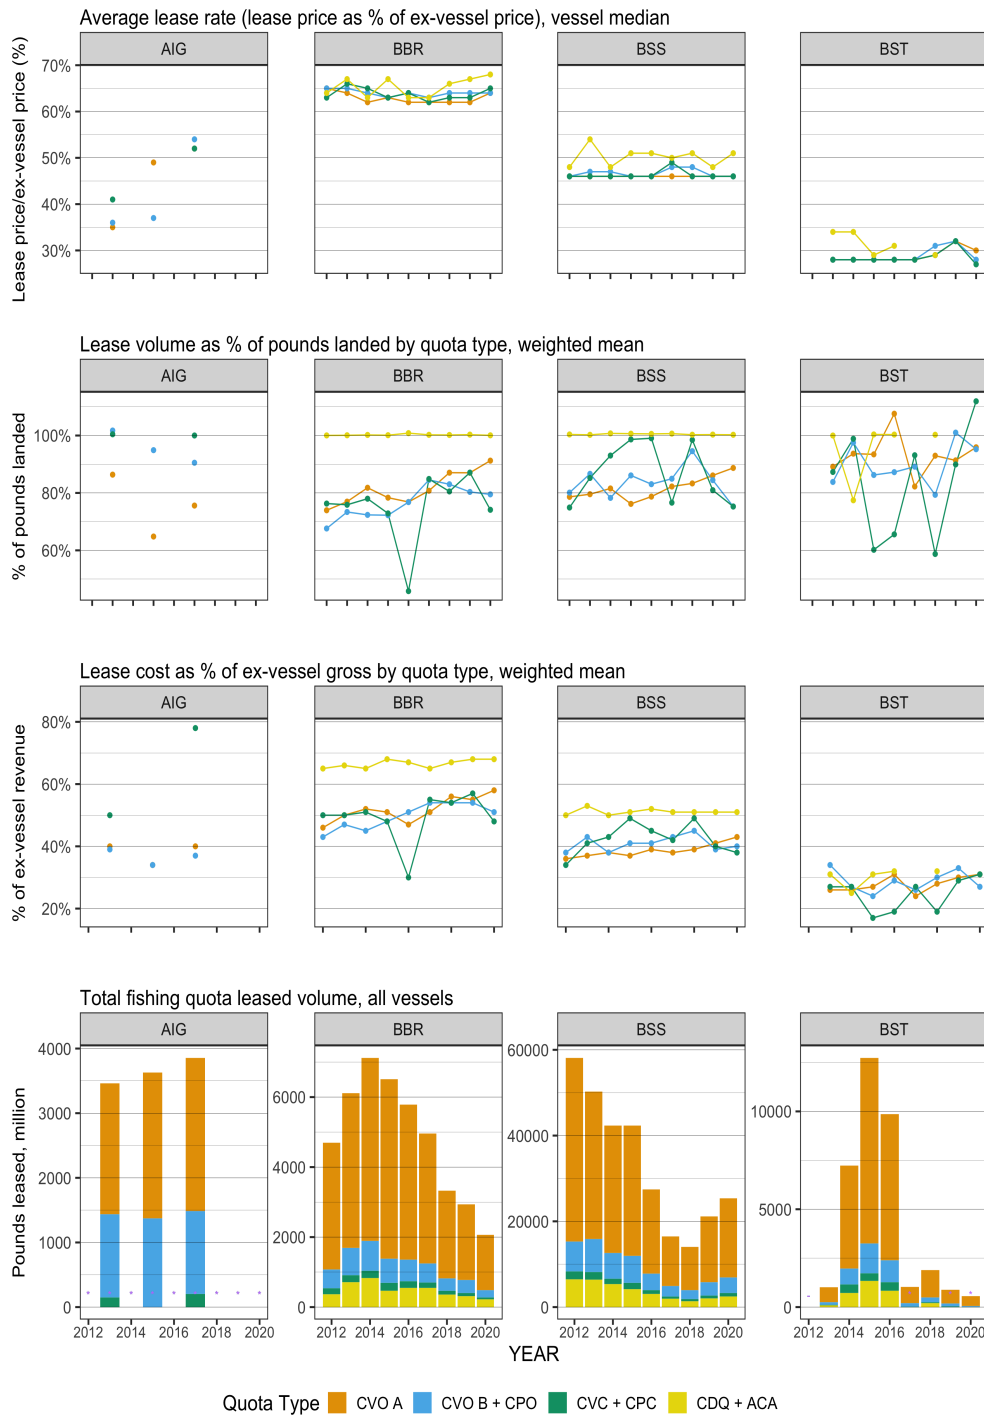 Average lease rate (lease price as % of ex-vessel price), vessel median
AIG BBR BSS BST
Lease price/ex-vessel price (%)
70%
60%
50%
40%
30%
Lease volume as % of pounds landed by quota type, weighted mean
AIG BBR BSS BST
% of pounds landed
100%
80%
60%
Lease cost as % of ex-vessel gross by quota type, weighted mean
AIG BBR BSS BST
% of ex-vessel revenue
80%
60%
40%
20%
Total fishing quota leased volume, all vessels
AIG BBR BSS BST
Pounds leased, million
4000
3000
2000
1000
0
6000
4000
2000
0
60000
40000
20000
0
10000
5000
0
2012 2014 2016 2018 2020 2012 2014 2016 2018 2020 2012 2014 2016 2018 2020 2012 2014 2016 2018 2020
YEAR
Quota Type CVO A CVO B + CPO CVC + CPC CDQ + ACA